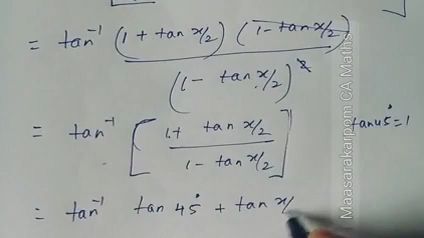 = tan⁻¹ (1 + tan x/2) (1 - tan x/2)
(1 - tan x/2)²
= tan⁻¹ [ 1 + tan x/2
1 - tan x/2 ]
tan 45° = 1
= tan⁻¹ tan 45° + tan x/
Maasarakarpom CA Maths